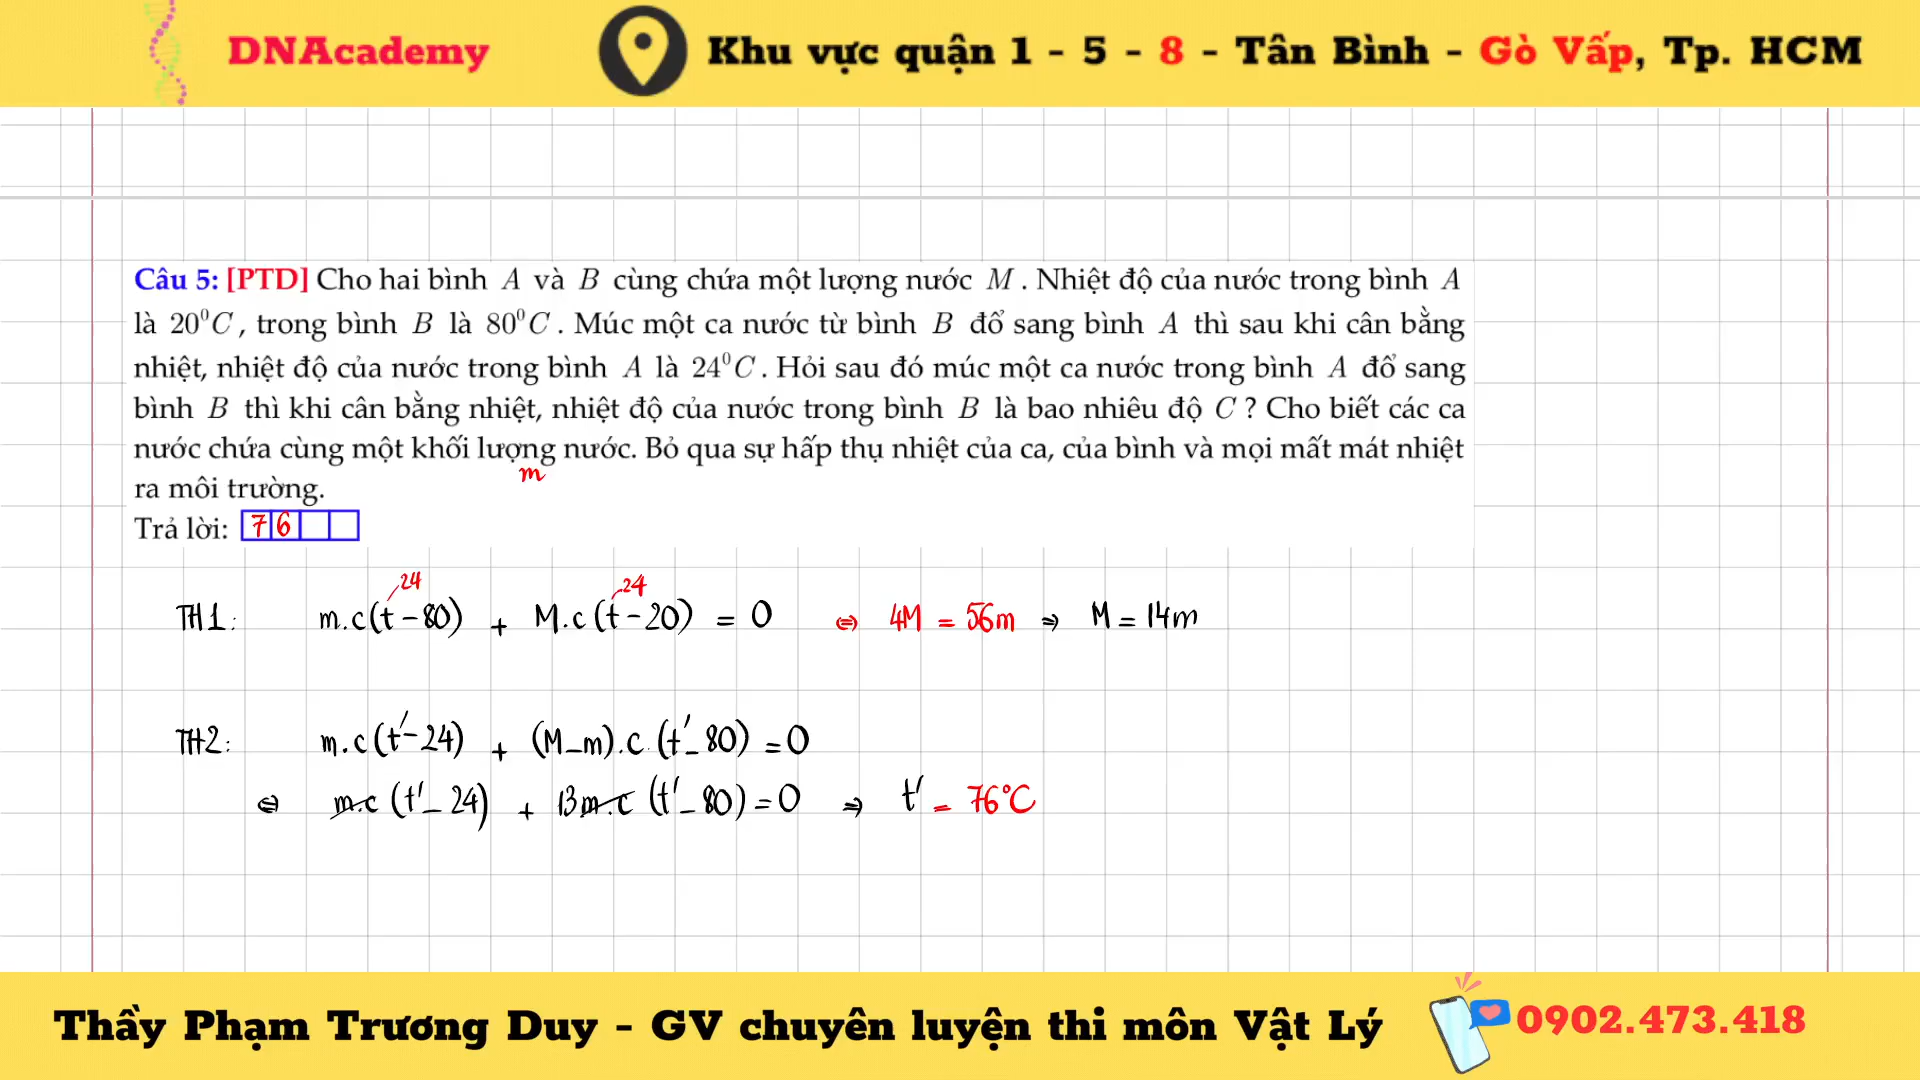 DNAcademy
Khu vực quận 1 - 5 - 8 - Tân Bình - Gò Vấp, Tp. HCM
Câu 5: [PTD] Cho hai bình A và B cùng chứa một lượng nước M . Nhiệt độ của nước trong bình A
là 20⁰C , trong bình B là 80⁰C . Múc một ca nước từ bình B đổ sang bình A thì sau khi cân bằng
nhiệt, nhiệt độ của nước trong bình A là 24⁰C . Hỏi sau đó múc một ca nước trong bình A đổ sang
bình B thì khi cân bằng nhiệt, nhiệt độ của nước trong bình B là bao nhiêu độ C ? Cho biết các ca
nước chứa cùng một khối lượng nước. Bỏ qua sự hấp thụ nhiệt của ca, của bình và mọi mất mát nhiệt
m
ra môi trường.
Trả lời: 7 6
24 24
TH1: m.c(t - 80) + M.c(t - 20) = 0 ⇔ 4M = 56m ⇒ M = 14m
TH2: m.c(t' - 24) + (M - m).c.(t' - 80) = 0
⇔ m.c(t' - 24) + 13m.c(t' - 80) = 0 ⇒ t' = 76°C
Thầy Phạm Trương Duy - GV chuyên luyện thi môn Vật Lý
0902.473.418